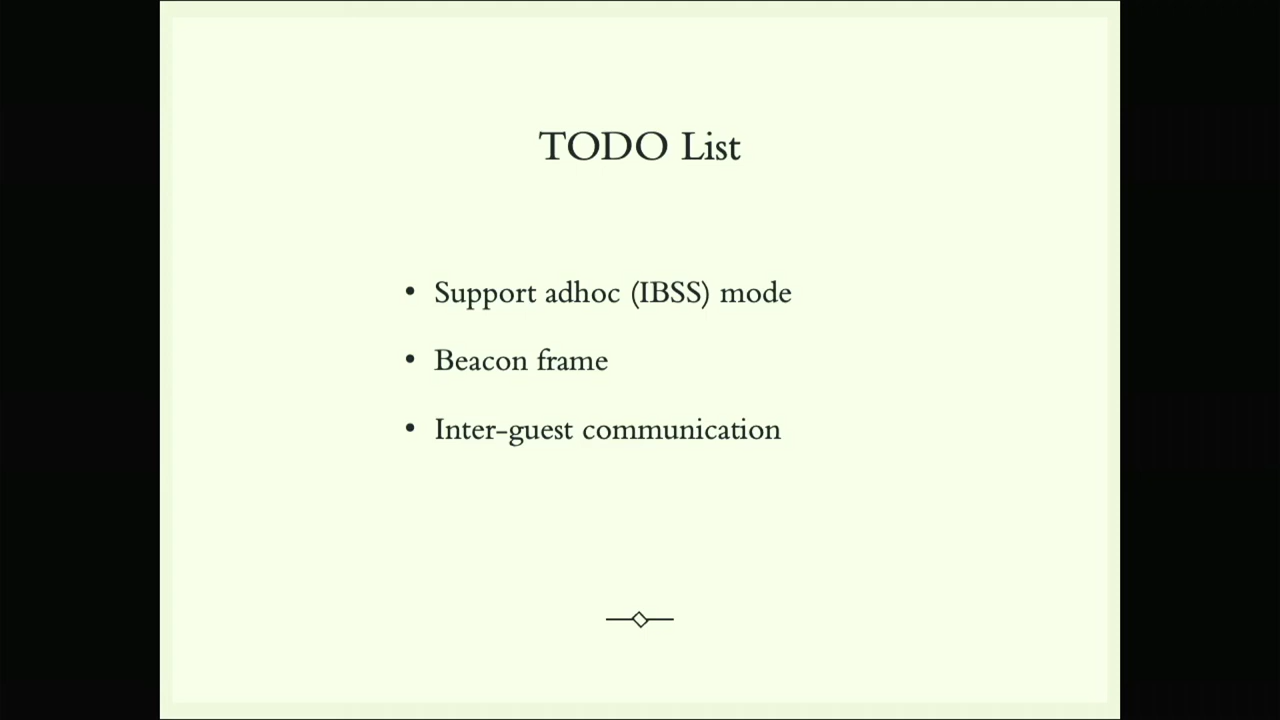 TODO List
• Support adhoc (IBSS) mode
• Beacon frame
• Inter-guest communication